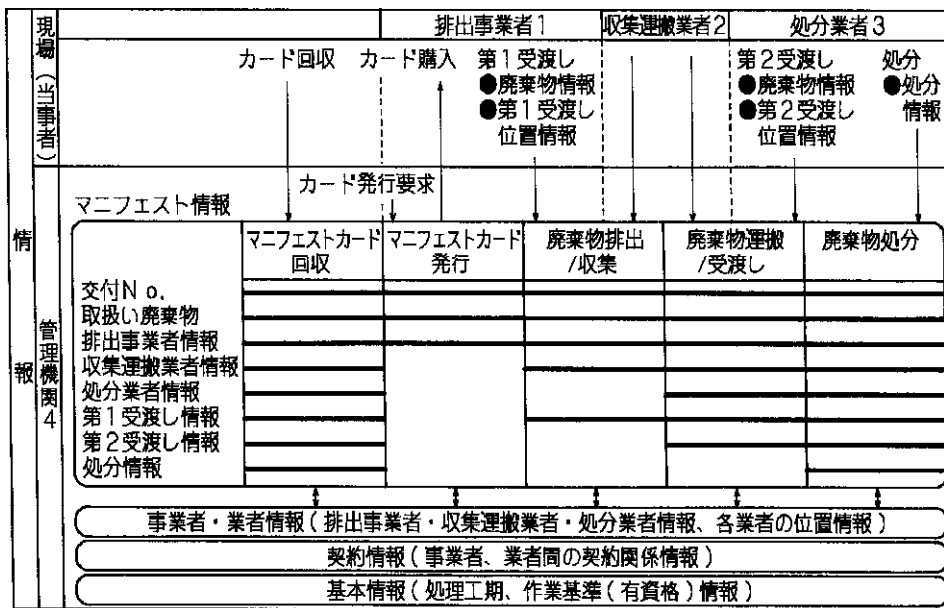 排出事業者1 収集運搬業者2 処分業者3
現場(当事者)
カード回収 カード購入 第1受渡し 第2受渡し 処分
●廃棄物情報 ●廃棄物情報 ●処分
●第1受渡し ●第2受渡し 情報
位置情報 位置情報
カード発行要求
マニフェスト情報
情報
管理機関4
マニフェストカード マニフェストカード 廃棄物排出 廃棄物運搬 廃棄物処分
回収 発行 /収集 /受渡し
交付No.
取扱い廃棄物
排出事業者情報
収集運搬業者情報
処分業者情報
第1受渡し情報
第2受渡し情報
処分情報
事業者・業者情報(排出事業者・収集運搬業者・処分業者情報、各業者の位置情報)
契約情報(事業者、業者間の契約関係情報)
基本情報(処理工期、作業基準(有資格)情報)